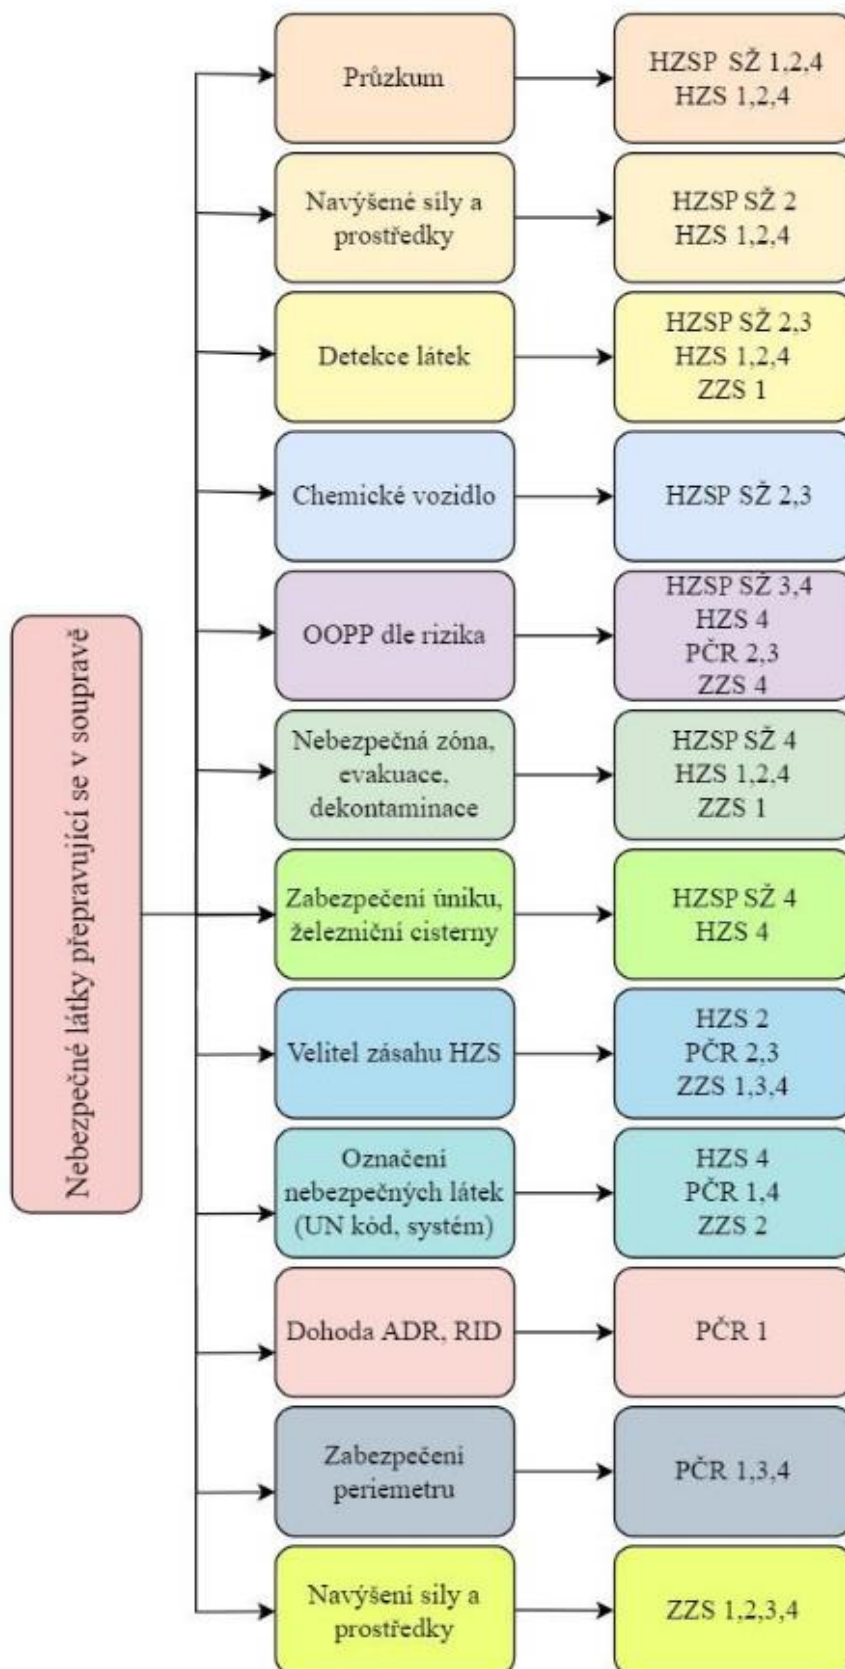 Nebezpečné látky přepravující se v soupravě
Průzkum
HZSP SŽ 1,2,4
HZS 1,2,4
Navýšené síly a
prostředky
HZSP SŽ 2
HZS 1,2,4
Detekce látek
HZSP SŽ 2,3
HZS 1,2,4
ZZS 1
Chemické vozidlo
HZSP SŽ 2,3
OOPP dle rizika
HZSP SŽ 3,4
HZS 4
PČR 2,3
ZZS 4
Nebezpečná zóna,
evakuace,
dekontaminace
HZSP SŽ 4
HZS 1,2,4
ZZS 1
Zabezpečení úniku,
železniční cisterny
HZSP SŽ 4
HZS 4
Velitel zásahu HZS
HZS 2
PČR 2,3
ZZS 1,3,4
Označení
nebezpečných látek
(UN kód, systém)
HZS 4
PČR 1,4
ZZS 2
Dohoda ADR, RID
PČR 1
Zabezpečení
periemetru
PČR 1,3,4
Navýšení síly a
prostředky
ZZS 1,2,3,4